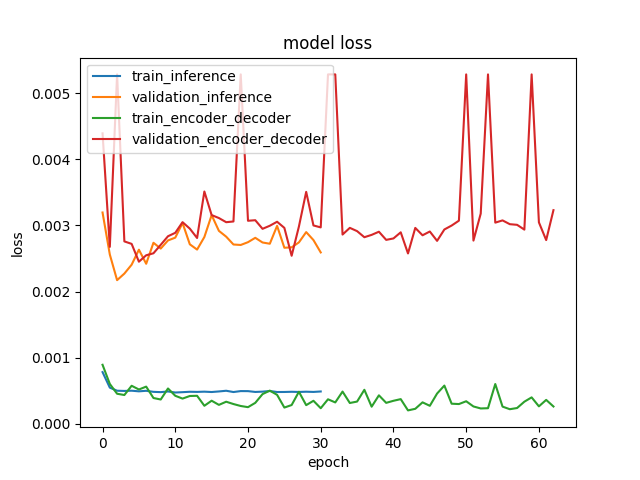 model loss
train_inference
validation_inference
train_encoder_decoder
validation_encoder_decoder
loss
0.005
0.004
0.003
0.002
0.001
0.000
0 10 20 30 40 50 60
epoch